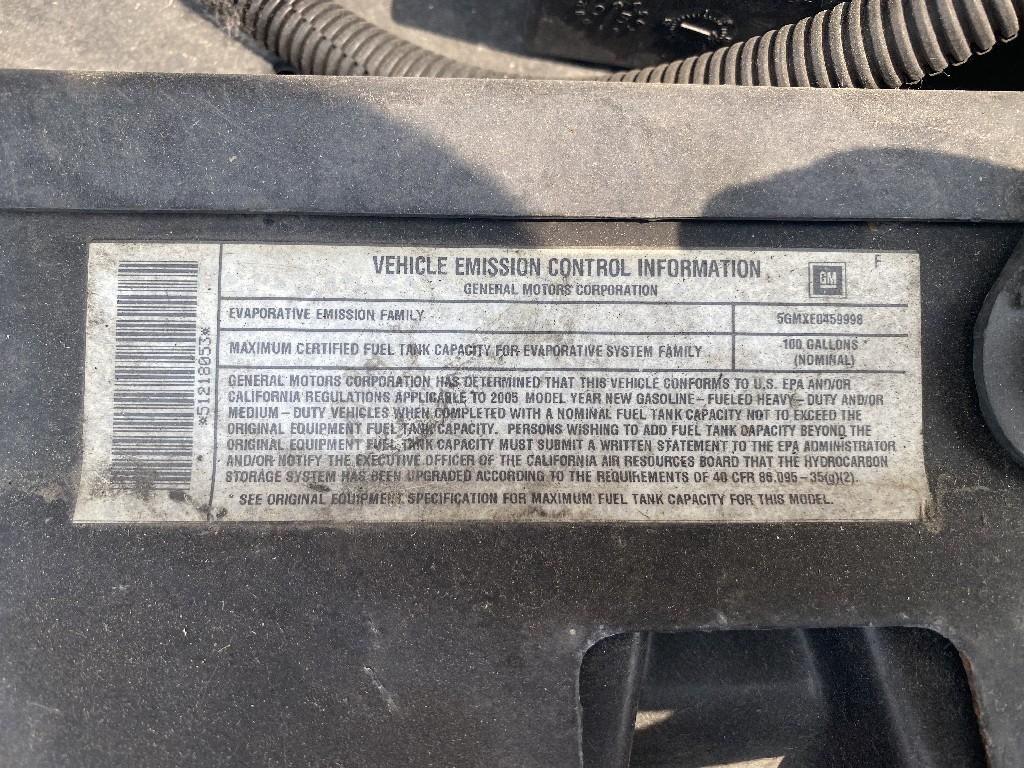 VEHICLE EMISSION CONTROL INFORMATION
F
GENERAL MOTORS CORPORATION
GM
EVAPORATIVE EMISSION FAMILY
5GMXE0459998
MAXIMUM CERTIFIED FUEL TANK CAPACITY FOR EVAPORATIVE SYSTEM FAMILY
100 GALLONS *
(NOMINAL)
GENERAL MOTORS CORPORATION HAS DETERMINED THAT THIS VEHICLE CONFORMS TO U.S. EPA AND/OR
CALIFORNIA REGULATIONS APPLICABLE TO 2005 MODEL YEAR NEW GASOLINE-FUELED HEAVY-DUTY AND/OR
MEDIUM-DUTY VEHICLES WHEN COMPLETED WITH A NOMINAL FUEL TANK CAPACITY NOT TO EXCEED THE
ORIGINAL EQUIPMENT FUEL TANK CAPACITY. PERSONS WISHING TO ADD FUEL TANK CAPACITY BEYOND THE
ORIGINAL EQUIPMENT FUEL TANK CAPACITY MUST SUBMIT A WRITTEN STATEMENT TO THE EPA ADMINISTRATOR
AND/OR NOTIFY THE EXECUTIVE OFFICER OF THE CALIFORNIA AIR RESOURCES BOARD THAT THE HYDROCARBON
STORAGE SYSTEM HAS BEEN UPGRADED ACCORDING TO THE REQUIREMENTS OF 40 CFR 86.095-35(g)(2).
* SEE ORIGINAL EQUIPMENT SPECIFICATION FOR MAXIMUM FUEL TANK CAPACITY FOR THIS MODEL.
*51218053*